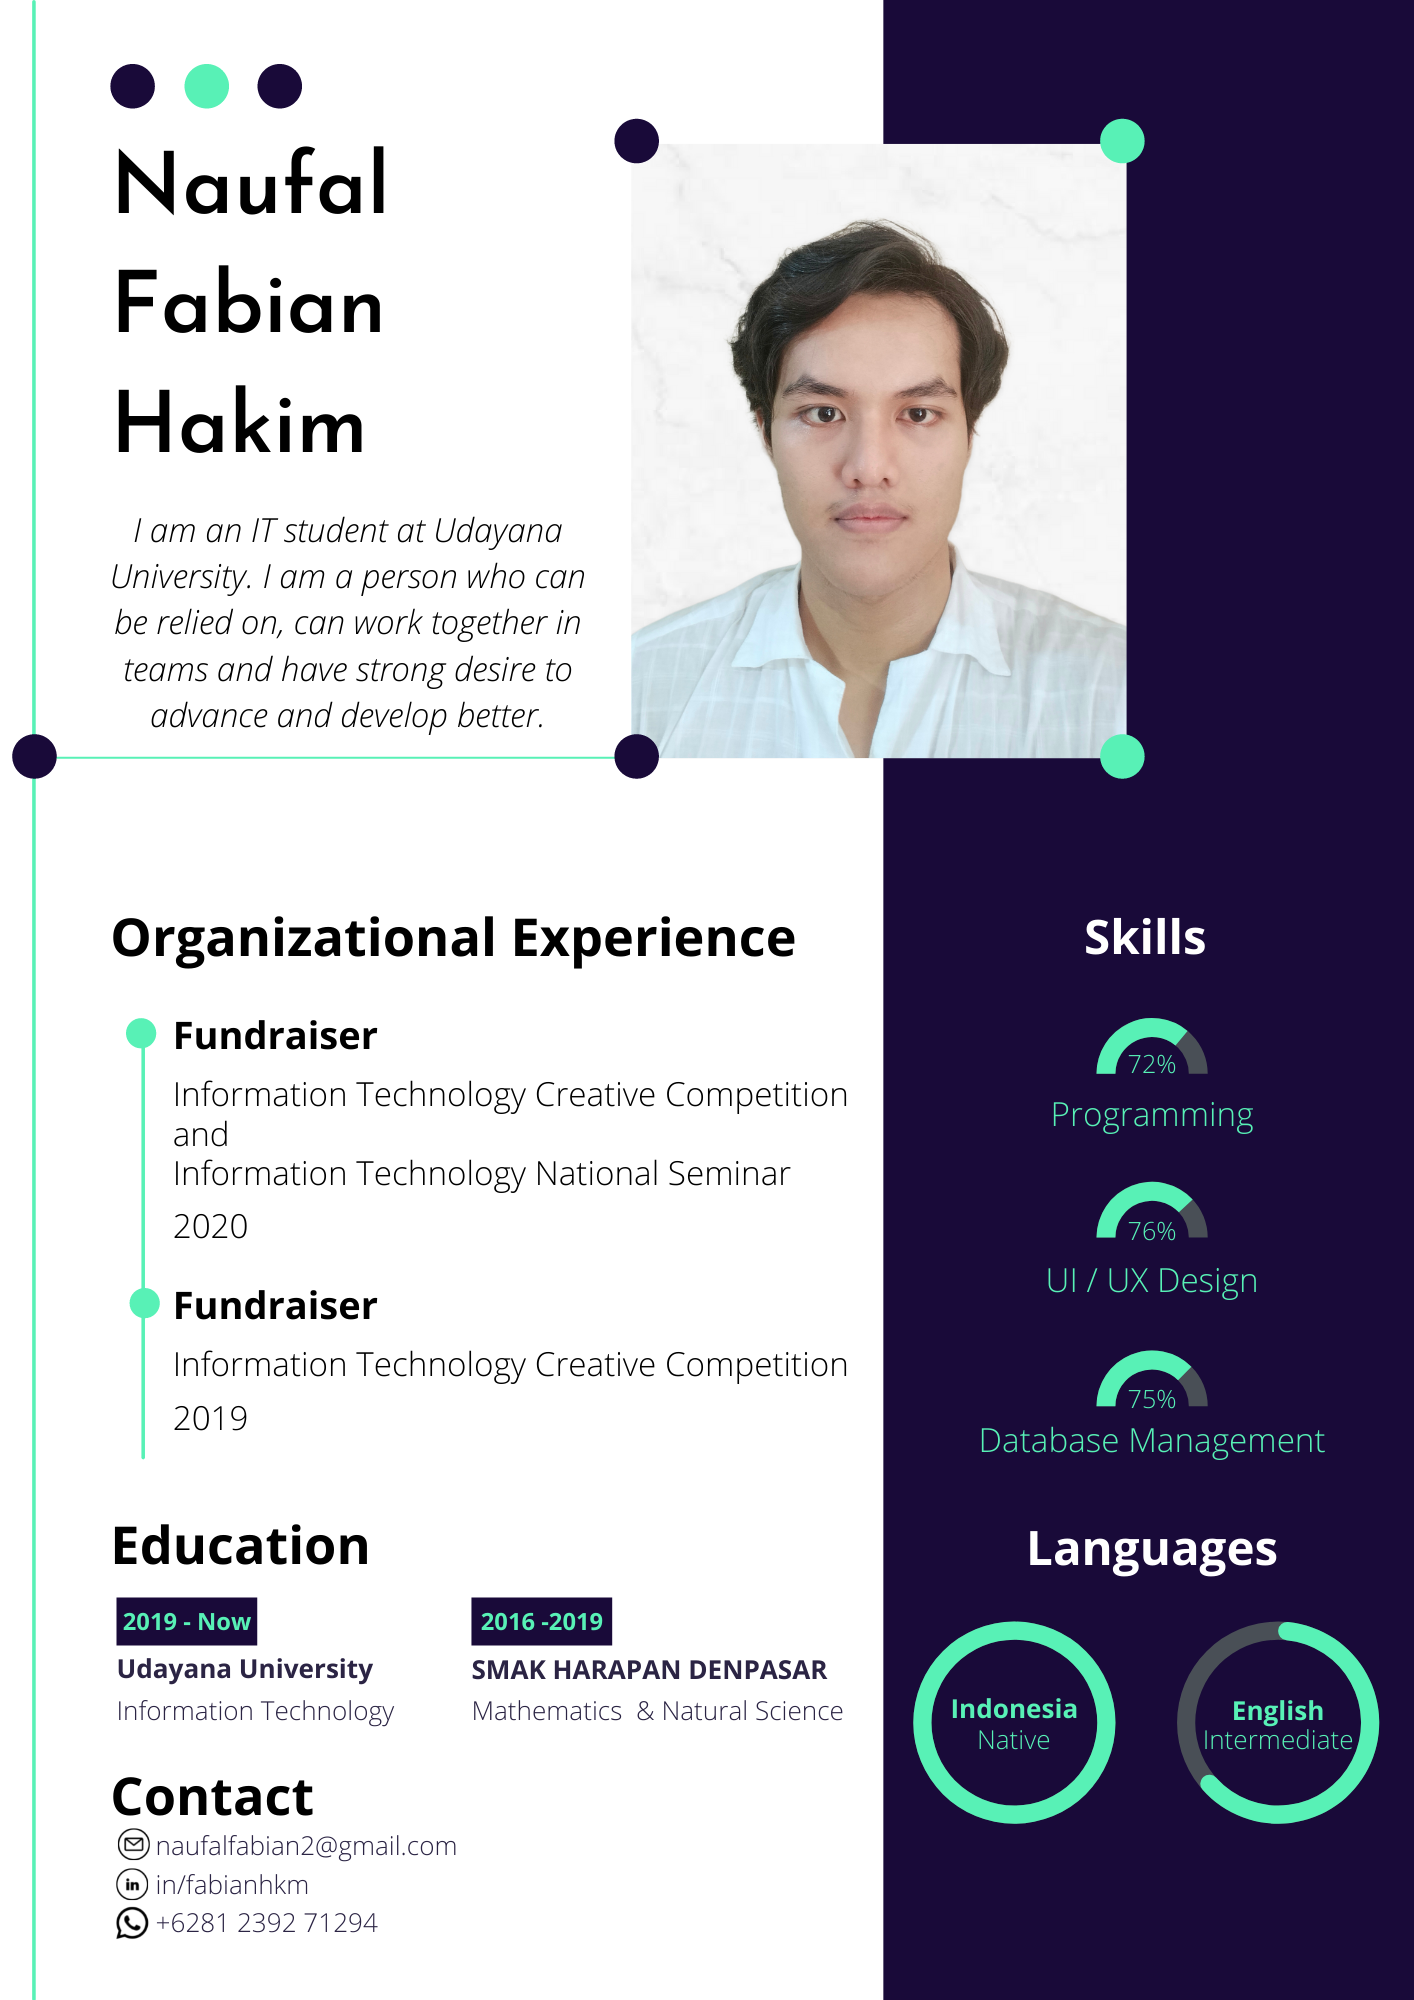 Naufal
Fabian
Hakim
I am an IT student at Udayana
University. I am a person who can
be relied on, can work together in
teams and have strong desire to
advance and develop better.
Organizational Experience
Fundraiser
Information Technology Creative Competition
and
Information Technology National Seminar
2020
Fundraiser
Information Technology Creative Competition
2019
Education
2019 - Now
Udayana University
Information Technology
2016 -2019
SMAK HARAPAN DENPASAR
Mathematics & Natural Science
Contact
naufalfabian2@gmail.com
in
in/fabianhkm
+6281 2392 71294
Skills
72%
Programming
76%
UI / UX Design
75%
Database Management
Languages
Indonesia
Native
English
Intermediate